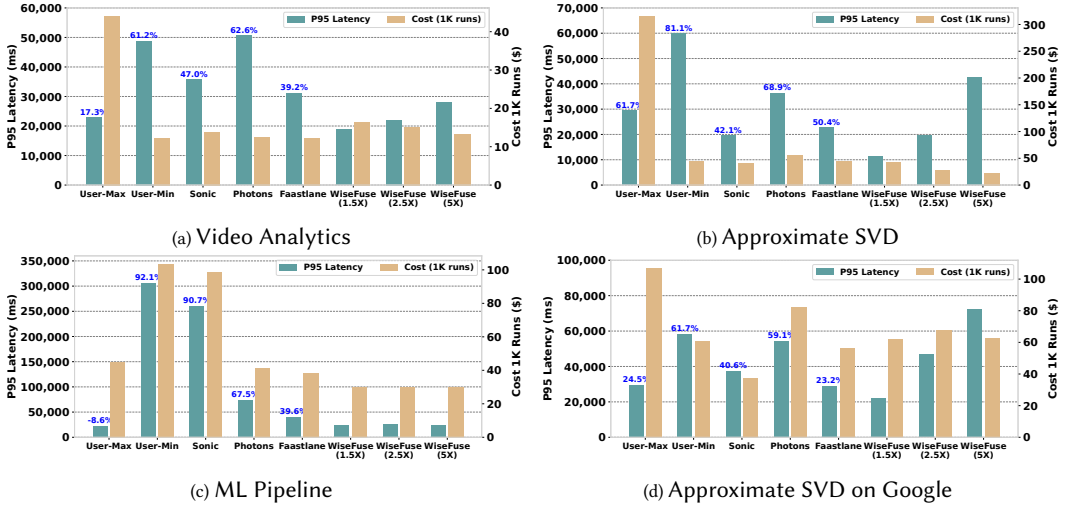 60,000
50,000
40,000
30,000
20,000
10,000
0
P95 Latency (ms)
17.3%
61.2%
47.0%
62.6%
39.2%
P95 Latency
Cost (1K runs)
40
30
20
10
0
Cost 1K Runs ($)
User-Max User-Min Sonic Photons Faastlane WiseFuse WiseFuse WiseFuse
(1.5X) (2.5X) (5X)
(a) Video Analytics
70,000
60,000
50,000
40,000
30,000
20,000
10,000
0
P95 Latency (ms)
61.7%
81.1%
42.1%
68.9%
50.4%
P95 Latency
Cost (1K runs)
300
250
200
150
100
50
0
Cost 1K Runs ($)
User-Max User-Min Sonic Photons Faastlane WiseFuse WiseFuse WiseFuse
(1.5X) (2.5X) (5X)
(b) Approximate SVD
350,000
300,000
250,000
200,000
150,000
100,000
50,000
0
P95 Latency (ms)
-8.6%
92.1%
90.7%
67.5%
39.6%
P95 Latency
Cost (1K runs)
100
80
60
40
20
0
Cost 1K Runs ($)
User-Max User-Min Sonic Photons Faastlane WiseFuse WiseFuse WiseFuse
(1.5X) (2.5X) (5X)
(c) ML Pipeline
100,000
80,000
60,000
40,000
20,000
0
P95 Latency (ms)
24.5%
61.7%
40.6%
59.1%
23.2%
P95 Latency
Cost (1K runs)
100
80
60
40
20
0
Cost 1K Runs ($)
User-Max User-Min Sonic Photons Faastlane WiseFuse WiseFuse WiseFuse
(1.5X) (2.5X) (5X)
(d) Approximate SVD on Google